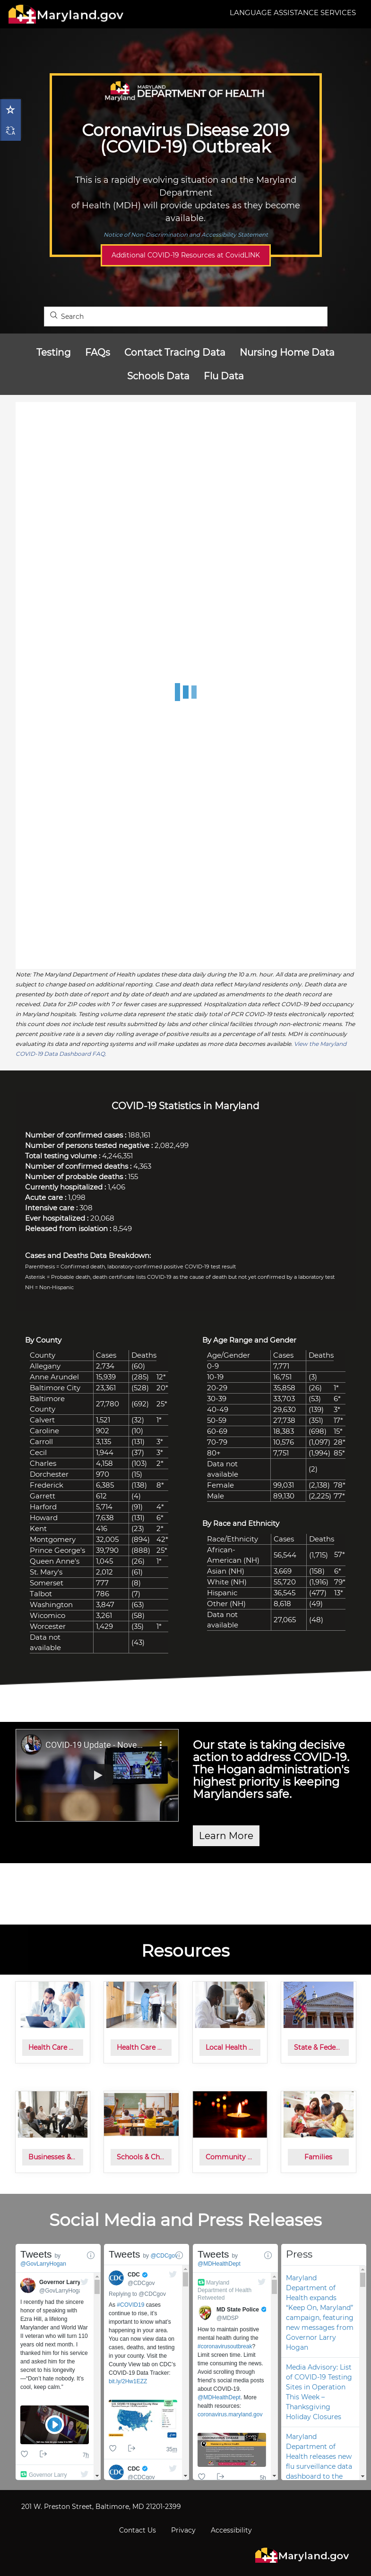 Maryland.gov
LANGUAGE ASSISTANCE SERVICES
Maryland
MARYLAND
DEPARTMENT OF HEALTH
Coronavirus Disease 2019
(COVID-19) Outbreak
This is a rapidly evolving situation and the Maryland
Department
of Health (MDH) will provide updates as they become
available.
Notice of Non-Discrimination and Accessibility Statement
Additional COVID-19 Resources at CovidLINK
Search
Testing FAQs Contact Tracing Data Nursing Home Data
Schools Data Flu Data
Note: The Maryland Department of Health updates these data daily during the 10 a.m. hour. All data are preliminary and
subject to change based on additional reporting. Case and death data reflect Maryland residents only. Death data are
presented by both date of report and by date of death and are updated as amendments to the death record are
received. Data for ZIP codes with 7 or fewer cases are suppressed. Hospitalization data reflect COVID-19 bed occupancy
in Maryland hospitals. Testing volume data represent the static daily total of PCR COVID-19 tests electronically reported;
this count does not include test results submitted by labs and other clinical facilities through non-electronic means. The
percent positive rate is a seven day rolling average of positive results as a percentage of all tests. MDH is continuously
evaluating its data and reporting systems and will make updates as more data becomes available. View the Maryland
COVID-19 Data Dashboard FAQ.
COVID-19 Statistics in Maryland
Number of confirmed cases : 188,161
Number of persons tested negative : 2,082,499
Total testing volume : 4,246,351
Number of confirmed deaths : 4,363
Number of probable deaths : 155
Currently hospitalized : 1,406
Acute care : 1,098
Intensive care : 308
Ever hospitalized : 20,068
Released from isolation : 8,549
Cases and Deaths Data Breakdown:
Parenthesis = Confirmed death, laboratory-confirmed positive COVID-19 test result
Asterisk = Probable death, death certificate lists COVID-19 as the cause of death but not yet confirmed by a laboratory test
NH = Non-Hispanic
By County
County Cases Deaths
Allegany 2,734 (60)
Anne Arundel 15,939 (285) 12*
Baltimore City 23,361 (528) 20*
Baltimore
County 27,780 (692) 25*
Calvert 1,521 (32) 1*
Caroline 902 (10)
Carroll 3,135 (131) 3*
Cecil 1,944 (37) 3*
Charles 4,158 (103) 2*
Dorchester 970 (15)
Frederick 6,385 (138) 8*
Garrett 612 (4)
Harford 5,714 (91) 4*
Howard 7,638 (131) 6*
Kent 416 (23) 2*
Montgomery 32,005 (894) 42*
Prince George's 39,790 (888) 25*
Queen Anne's 1,045 (26) 1*
St. Mary's 2,012 (61)
Somerset 777 (8)
Talbot 786 (7)
Washington 3,847 (63)
Wicomico 3,261 (58)
Worcester 1,429 (35) 1*
Data not
available (43)
By Age Range and Gender
Age/Gender Cases Deaths
0-9 7,771
10-19 16,751 (3)
20-29 35,858 (26) 1*
30-39 33,703 (53) 6*
40-49 29,630 (139) 3*
50-59 27,738 (351) 17*
60-69 18,383 (698) 15*
70-79 10,576 (1,097) 28*
80+ 7,751 (1,994) 85*
Data not
available (2)
Female 99,031 (2,138) 78*
Male 89,130 (2,225) 77*
By Race and Ethnicity
Race/Ethnicity Cases Deaths
African-
American (NH) 56,544 (1,715) 57*
Asian (NH) 3,669 (158) 6*
White (NH) 55,720 (1,916) 79*
Hispanic 36,545 (477) 13*
Other (NH) 8,618 (49)
Data not
available 27,065 (48)
COVID-19 Update - Nove...
Our state is taking decisive
action to address COVID-19.
The Hogan administration's
highest priority is keeping
Marylanders safe.
Learn More
Resources
Health Care ... Health Care ... Local Health ... State & Fede...
Businesses &... Schools & Ch... Community ... Families
Social Media and Press Releases
Tweets by
@GovLarryHogan
Governor Larry
@GovLarryHoga
I recently had the sincere
honor of speaking with
Ezra Hill, a lifelong
Marylander and World War
II veteran who will turn 110
years old next month. I
thanked him for his service
and asked him what his
secret to his longevity
is—"Don't hate nobody. It's
cool, keep calm."
7h
Governor Larry
Tweets by @CDCgov
CDC
@CDCgov
Replying to @CDCgov
As #COVID19 cases
continue to rise, it's
important to know what's
happening in your area.
You can now view data on
cases, deaths, and testing
in your county. Visit the
County View tab on CDC's
COVID-19 Data Tracker:
bit.ly/2Hw1EZZ
35m
CDC
@CDCgov
Tweets by
@MDHealthDept
Maryland
Department of Health
Retweeted
MD State Police
@MDSP
How to maintain positive
mental health during the
#coronavirusoutbreak?
Limit screen time. Limit
time consuming the news.
Avoid scrolling through
friend's social media posts
about COVID-19.
@MDHealthDept. More
health resources:
coronavirus.maryland.gov
5h
Press
Maryland
Department of
Health expands
"Keep On, Maryland"
campaign, featuring
new messages from
Governor Larry
Hogan
Media Advisory: List
of COVID-19 Testing
Sites in Operation
This Week –
Thanksgiving
Holiday Closures
Maryland
Department of
Health releases new
flu surveillance data
dashboard to the
201 W. Preston Street, Baltimore, MD 21201-2399
Contact Us Privacy Accessibility
Maryland.gov